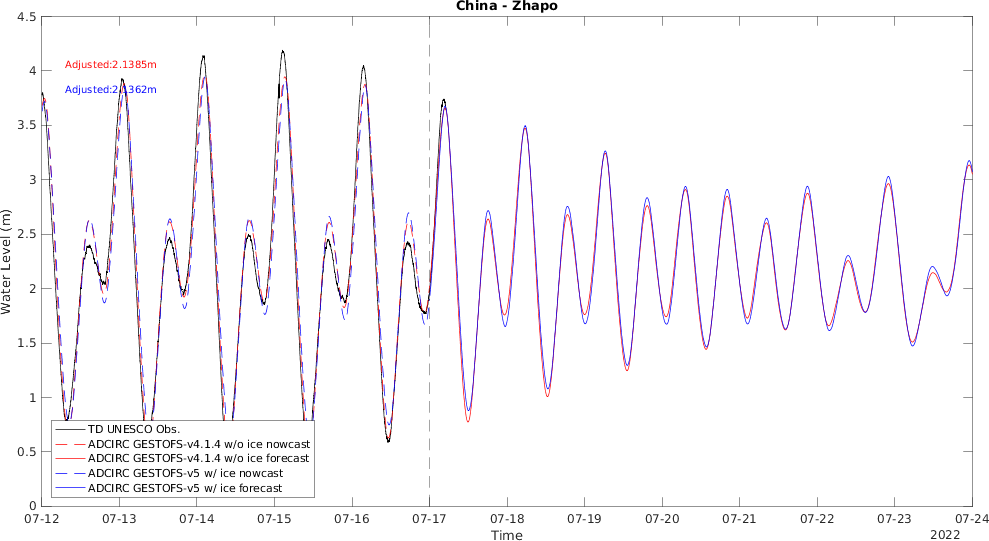 China - Zhapo
4.5
4
3.5
3
2.5
2
1.5
1
0.5
0
Water Level (m)
Adjusted:2.1385m
Adjusted:2.1362m
TD UNESCO Obs.
ADCIRC GESTOFS-v4.1.4 w/o ice nowcast
ADCIRC GESTOFS-v4.1.4 w/o ice forecast
ADCIRC GESTOFS-v5 w/ ice nowcast
ADCIRC GESTOFS-v5 w/ ice forecast
07-12 07-13 07-14 07-15 07-16 07-17 07-18 07-19 07-20 07-21 07-22 07-23 07-24
Time
2022